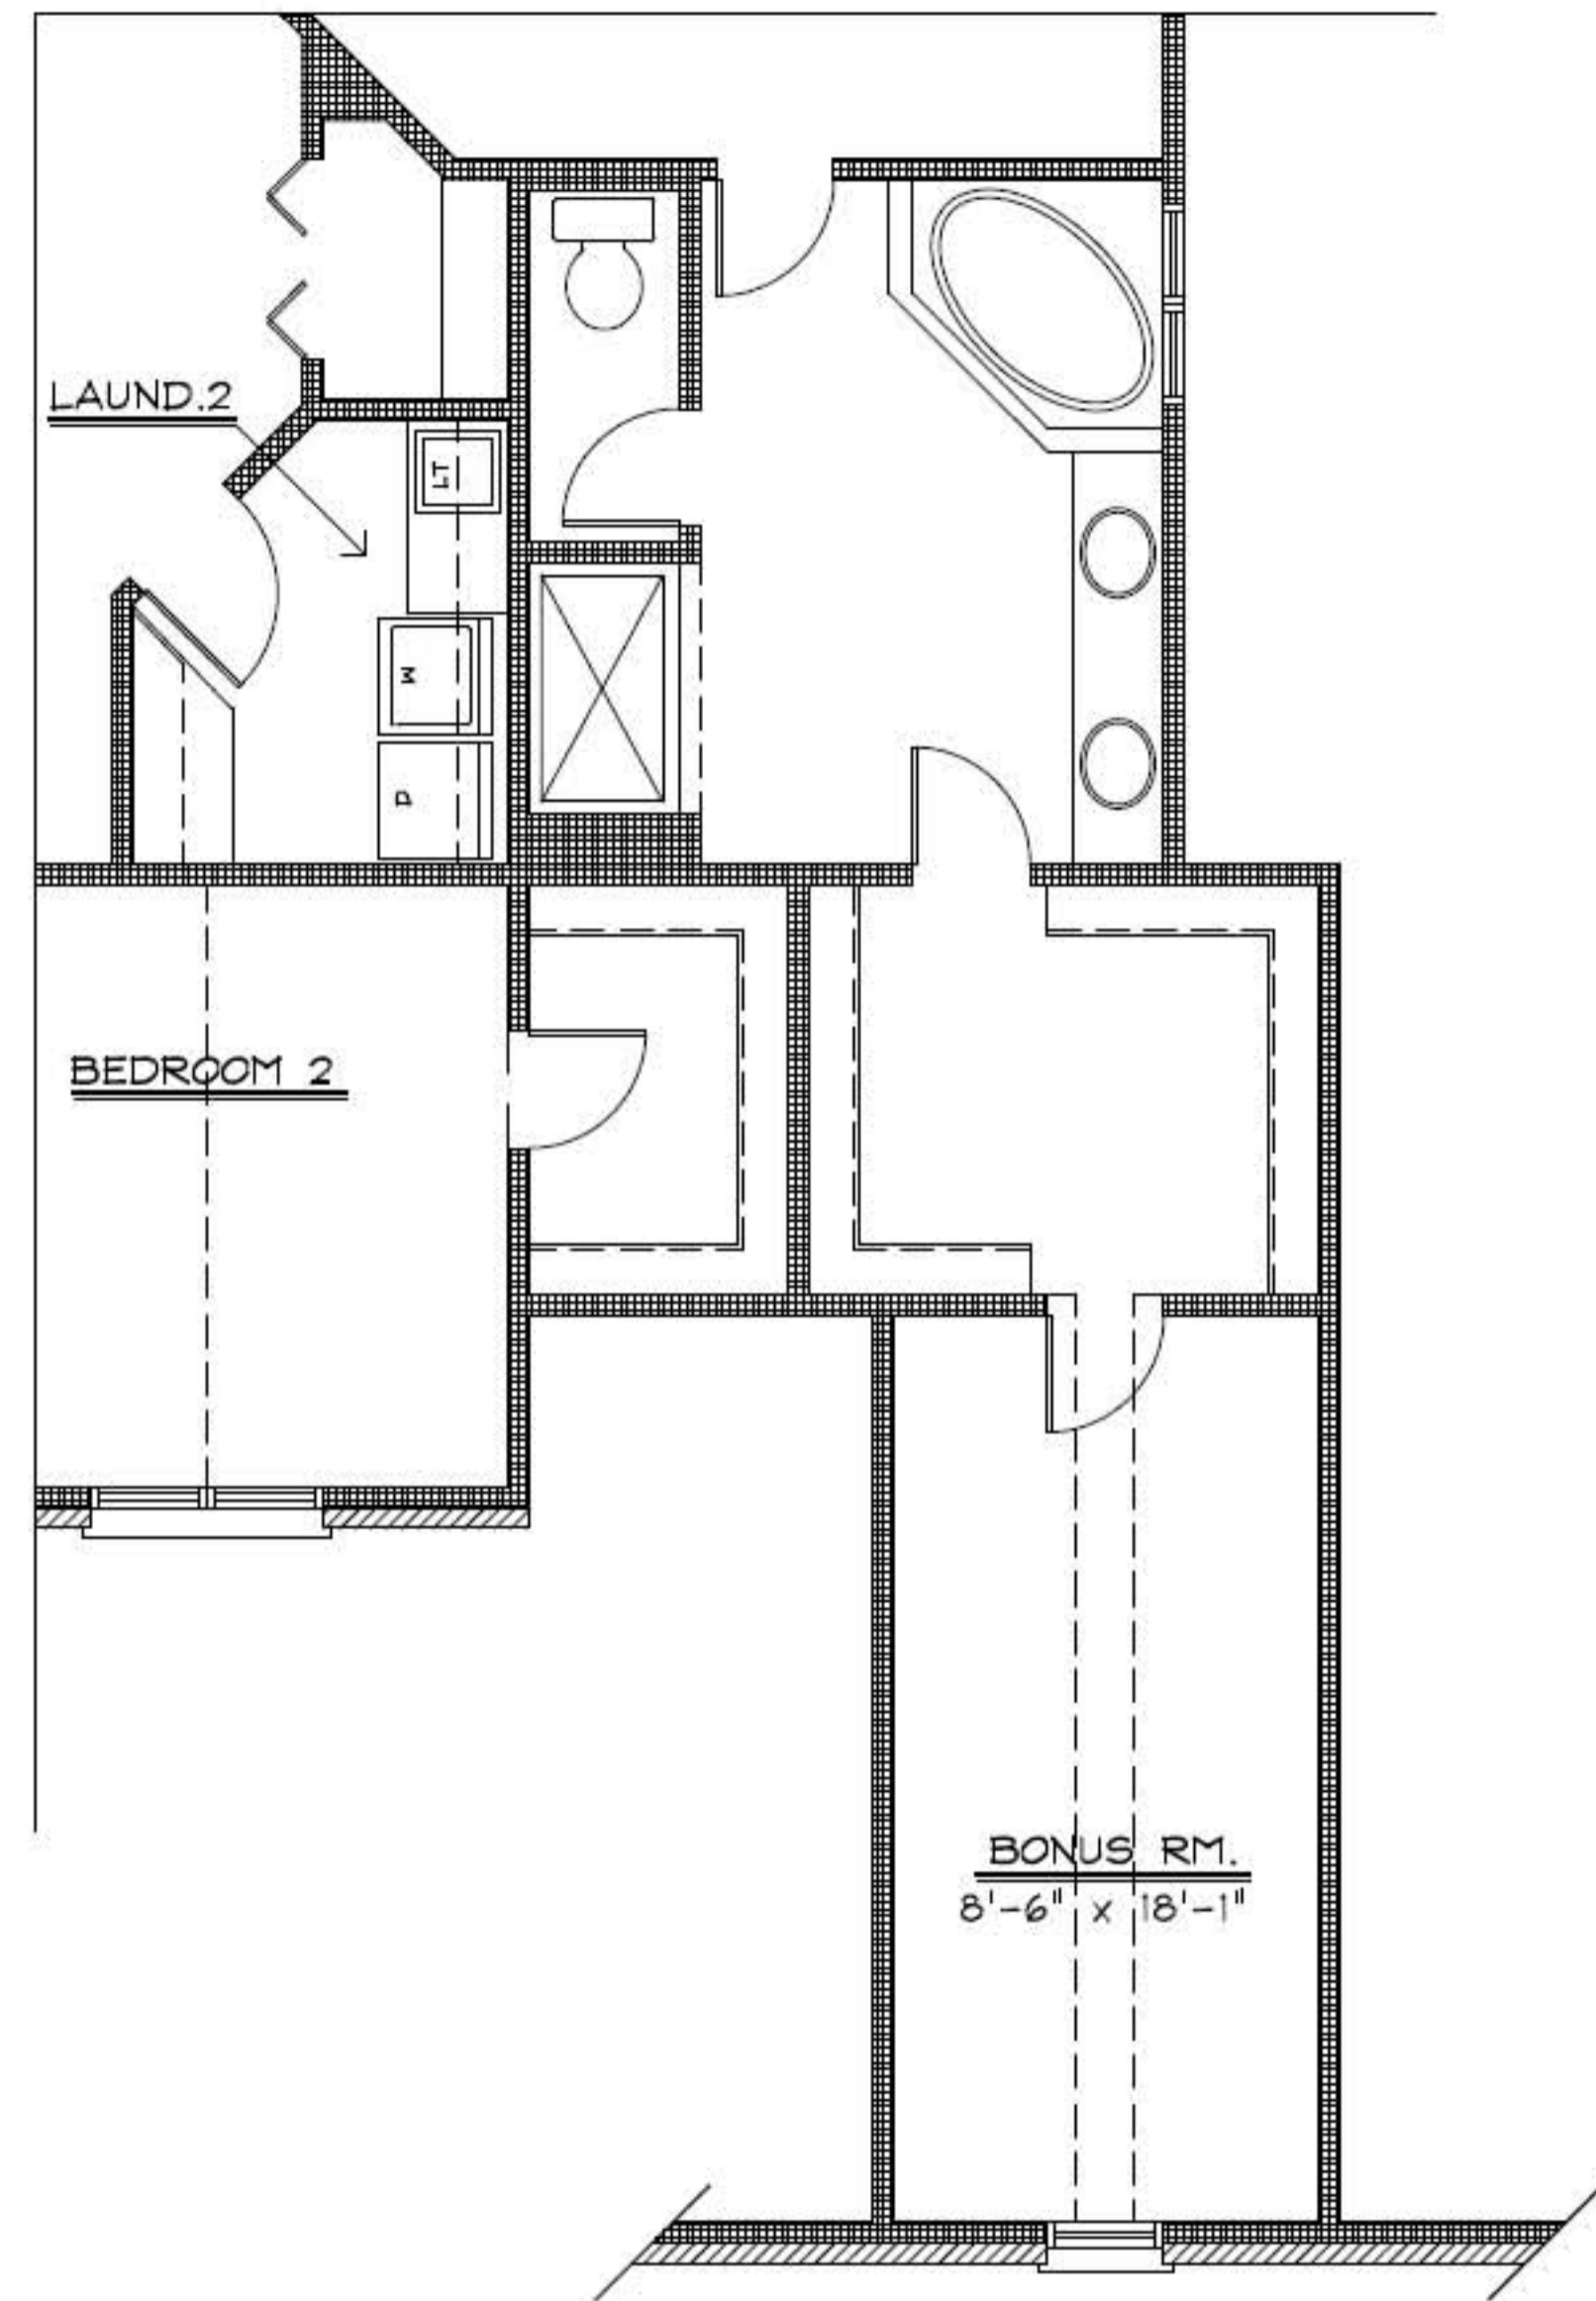 LAUND.2
LT
W
D
BEDROOM 2
BONUS RM.
8'-6" x 18'-1"